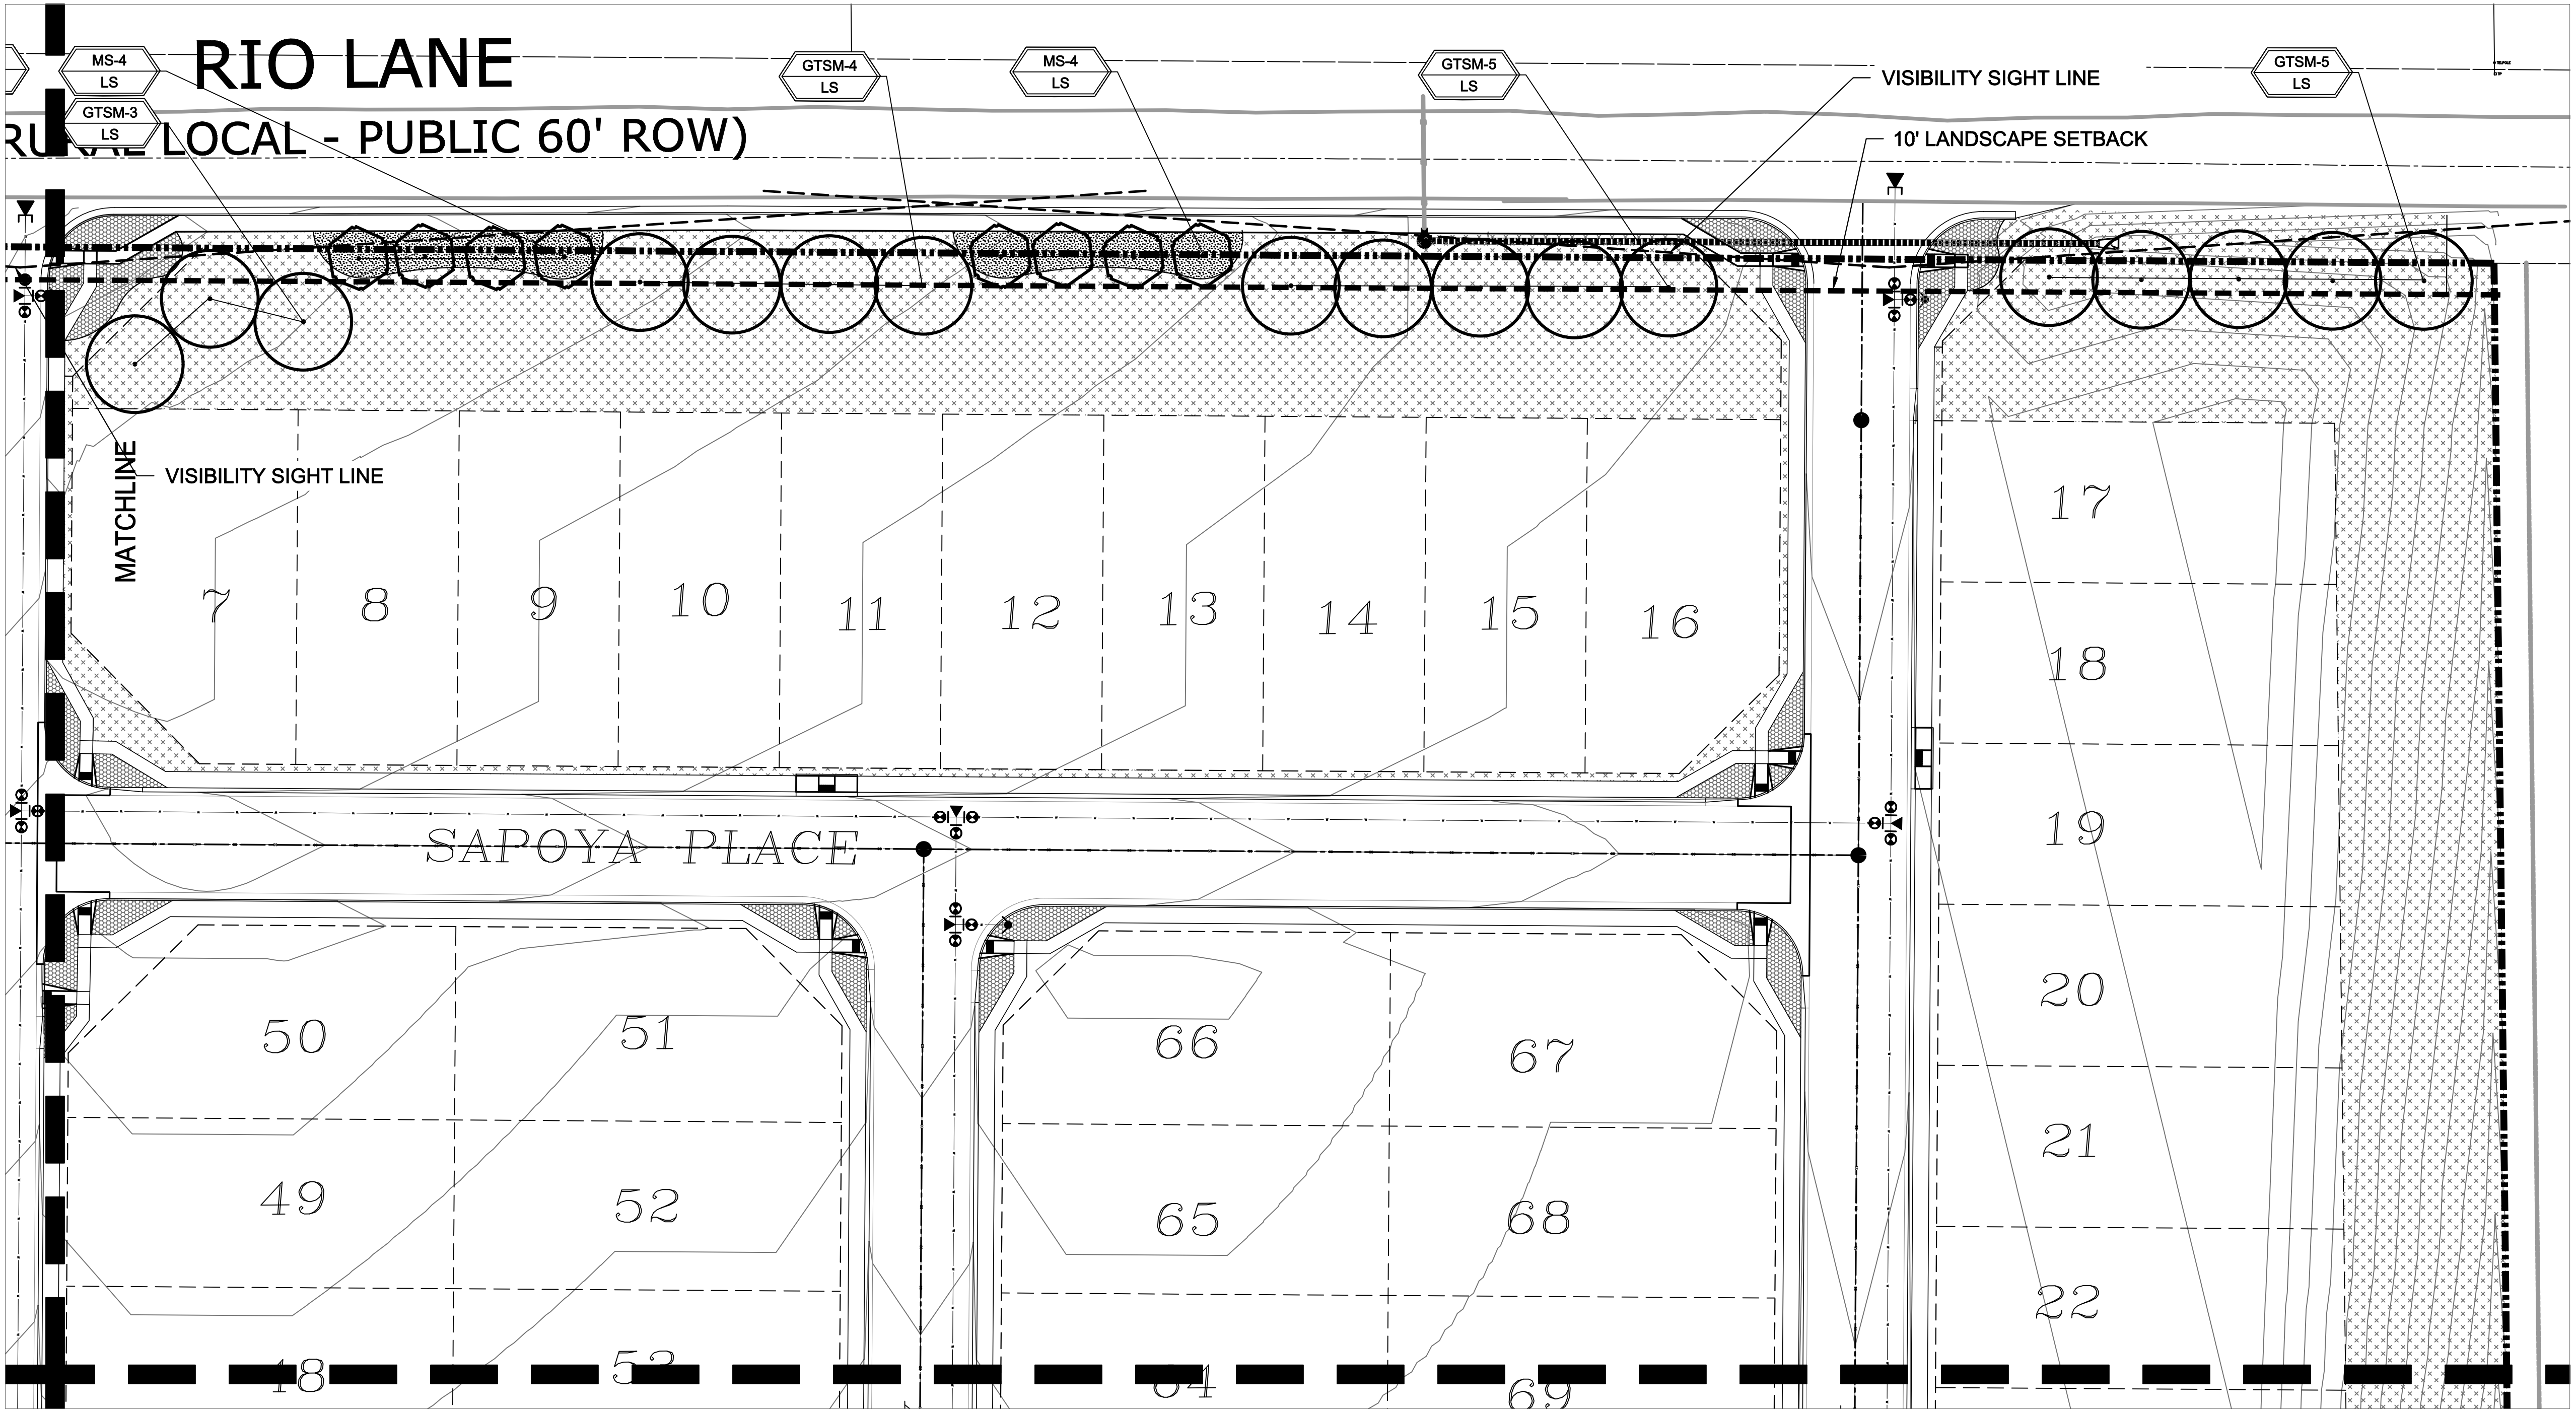 RIO LANE
LOCAL - PUBLIC 60' ROW)
MS-4
LS
GTSM-3
LS
GTSM-4
LS
MS-4
LS
GTSM-5
LS
VISIBILITY SIGHT LINE
GTSM-5
LS
10' LANDSCAPE SETBACK
MATCHLINE
VISIBILITY SIGHT LINE
7
8
9
10
11
12
13
14
15
16
17
18
19
20
21
22
SAPOYA PLACE
50
51
66
67
49
52
65
68
48
53
64
69